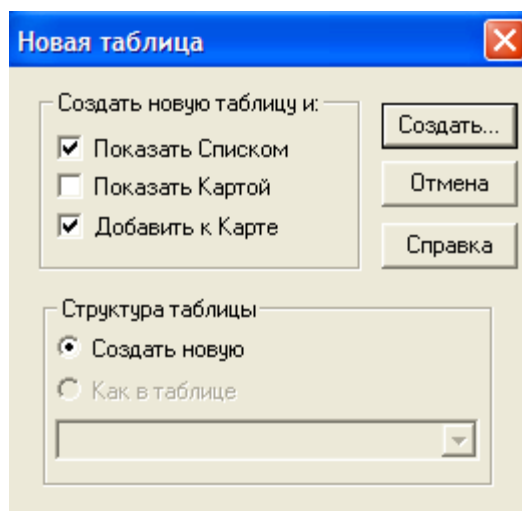 Новая таблица
Создать новую таблицу и:
Показать Списком
Показать Картой
Добавить к Карте
Создать...
Отмена
Справка
Структура таблицы
Создать новую
Как в таблице